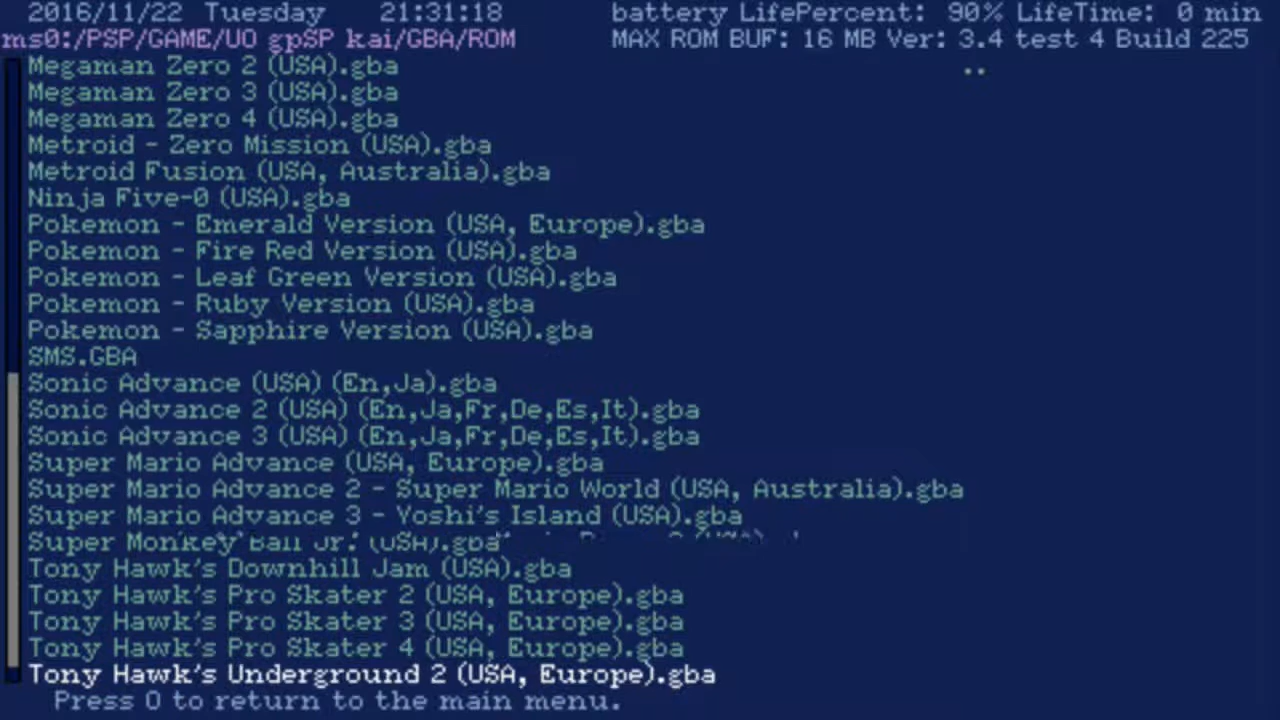 2016/11/22 Tuesday 21:31:18 battery LifePercent: 90% LifeTime: 0 min
ms0:/PSP/GAME/UO gpSP kai/GBA/ROM MAX ROM BUF: 16 MB Ver: 3.4 test 4 Build 225
Megaman Zero 2 (USA).gba ..
Megaman Zero 3 (USA).gba
Megaman Zero 4 (USA).gba
Metroid - Zero Mission (USA).gba
Metroid Fusion (USA, Australia).gba
Ninja Five-0 (USA).gba
Pokemon - Emerald Version (USA, Europe).gba
Pokemon - Fire Red Version (USA).gba
Pokemon - Leaf Green Version (USA).gba
Pokemon - Ruby Version (USA).gba
Pokemon - Sapphire Version (USA).gba
SMS.GBA
Sonic Advance (USA) (En,Ja).gba
Sonic Advance 2 (USA) (En,Ja,Fr,De,Es,It).gba
Sonic Advance 3 (USA) (En,Ja,Fr,De,Es,It).gba
Super Mario Advance (USA, Europe).gba
Super Mario Advance 2 - Super Mario World (USA, Australia).gba
Super Mario Advance 3 - Yoshi's Island (USA).gba
Super Monkey Ball Jr. (USA).gba
Tony Hawk's Downhill Jam (USA).gba
Tony Hawk's Pro Skater 2 (USA, Europe).gba
Tony Hawk's Pro Skater 3 (USA, Europe).gba
Tony Hawk's Pro Skater 4 (USA, Europe).gba
Tony Hawk's Underground 2 (USA, Europe).gba
Press O to return to the main menu.